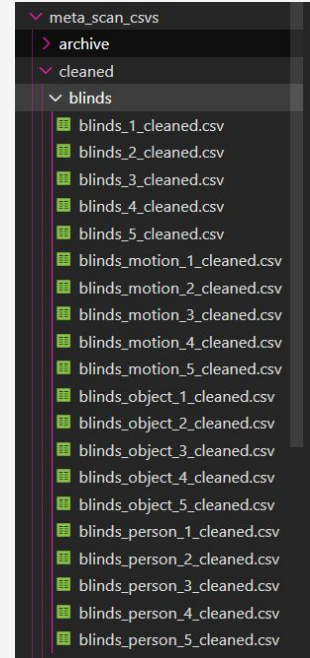 meta_scan_csvs
archive
cleaned
blinds
blinds_1_cleaned.csv
blinds_2_cleaned.csv
blinds_3_cleaned.csv
blinds_4_cleaned.csv
blinds_5_cleaned.csv
blinds_motion_1_cleaned.csv
blinds_motion_2_cleaned.csv
blinds_motion_3_cleaned.csv
blinds_motion_4_cleaned.csv
blinds_motion_5_cleaned.csv
blinds_object_1_cleaned.csv
blinds_object_2_cleaned.csv
blinds_object_3_cleaned.csv
blinds_object_4_cleaned.csv
blinds_object_5_cleaned.csv
blinds_person_1_cleaned.csv
blinds_person_2_cleaned.csv
blinds_person_3_cleaned.csv
blinds_person_4_cleaned.csv
blinds_person_5_cleaned.csv